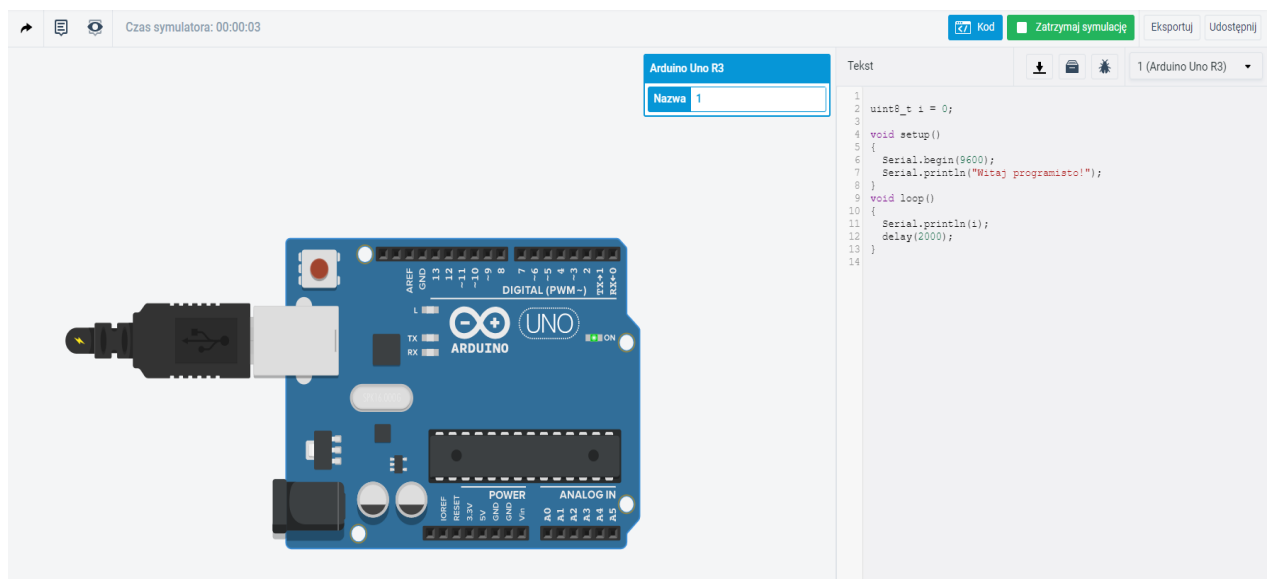 Czas symulatora: 00:00:03
Kod
Zatrzymaj symulację
Eksportuj
Udostępnij
Arduino Uno R3
Nazwa 1
Tekst
1 (Arduino Uno R3)
1
2 uint8_t i = 0;
3
4 void setup()
5 {
6 Serial.begin(9600);
7 Serial.println("Witaj programisto!");
8 }
9 void loop()
10 {
11 Serial.println(i);
12 delay(2000);
13 }
14
AREF
GND
13
12
~11
~10
~9
8
7
~6
~5
4
~3
2
TX→1
RX←0
DIGITAL (PWM~)
L
TX
RX
UNO
ARDUINO
ON
POWER
ANALOG IN
IOREF
RESET
3.3V
5V
GND
GND
Vin
A0
A1
A2
A3
A4
A5